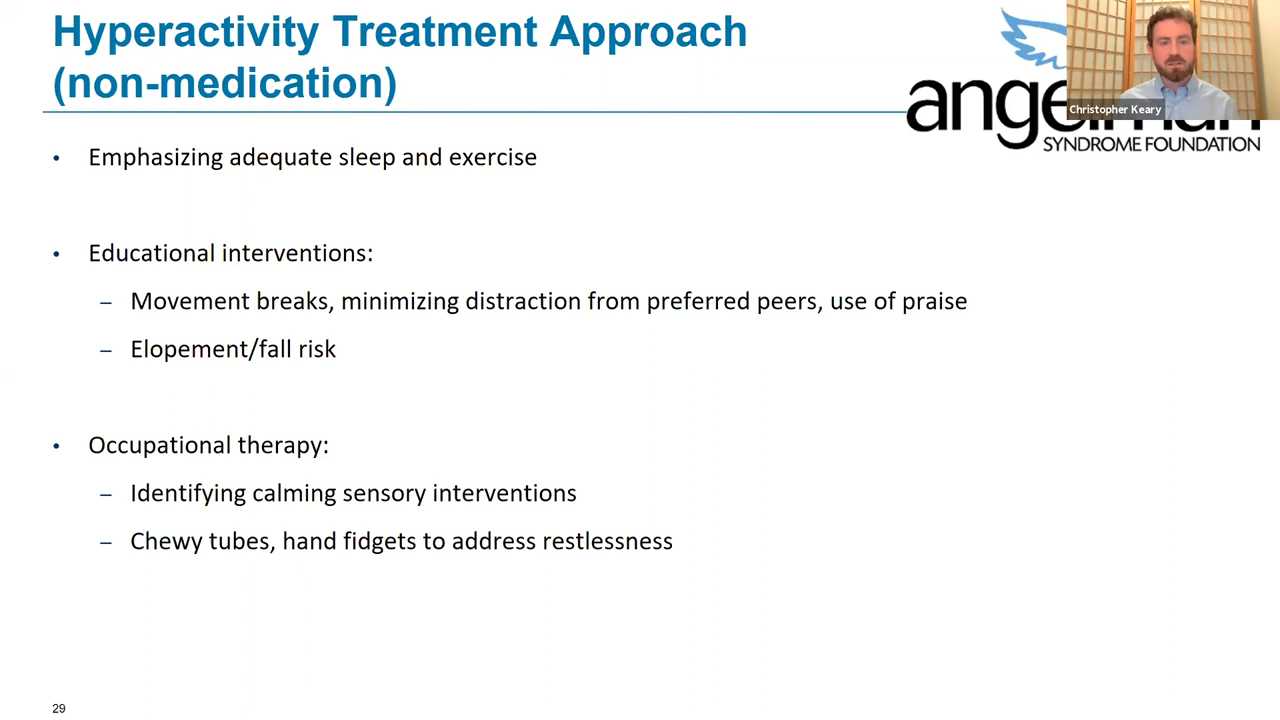 Hyperactivity Treatment Approach
(non-medication)
Christopher Keary
SYNDROME FOUNDATION
• Emphasizing adequate sleep and exercise
• Educational interventions:
– Movement breaks, minimizing distraction from preferred peers, use of praise
– Elopement/fall risk
• Occupational therapy:
– Identifying calming sensory interventions
– Chewy tubes, hand fidgets to address restlessness
29